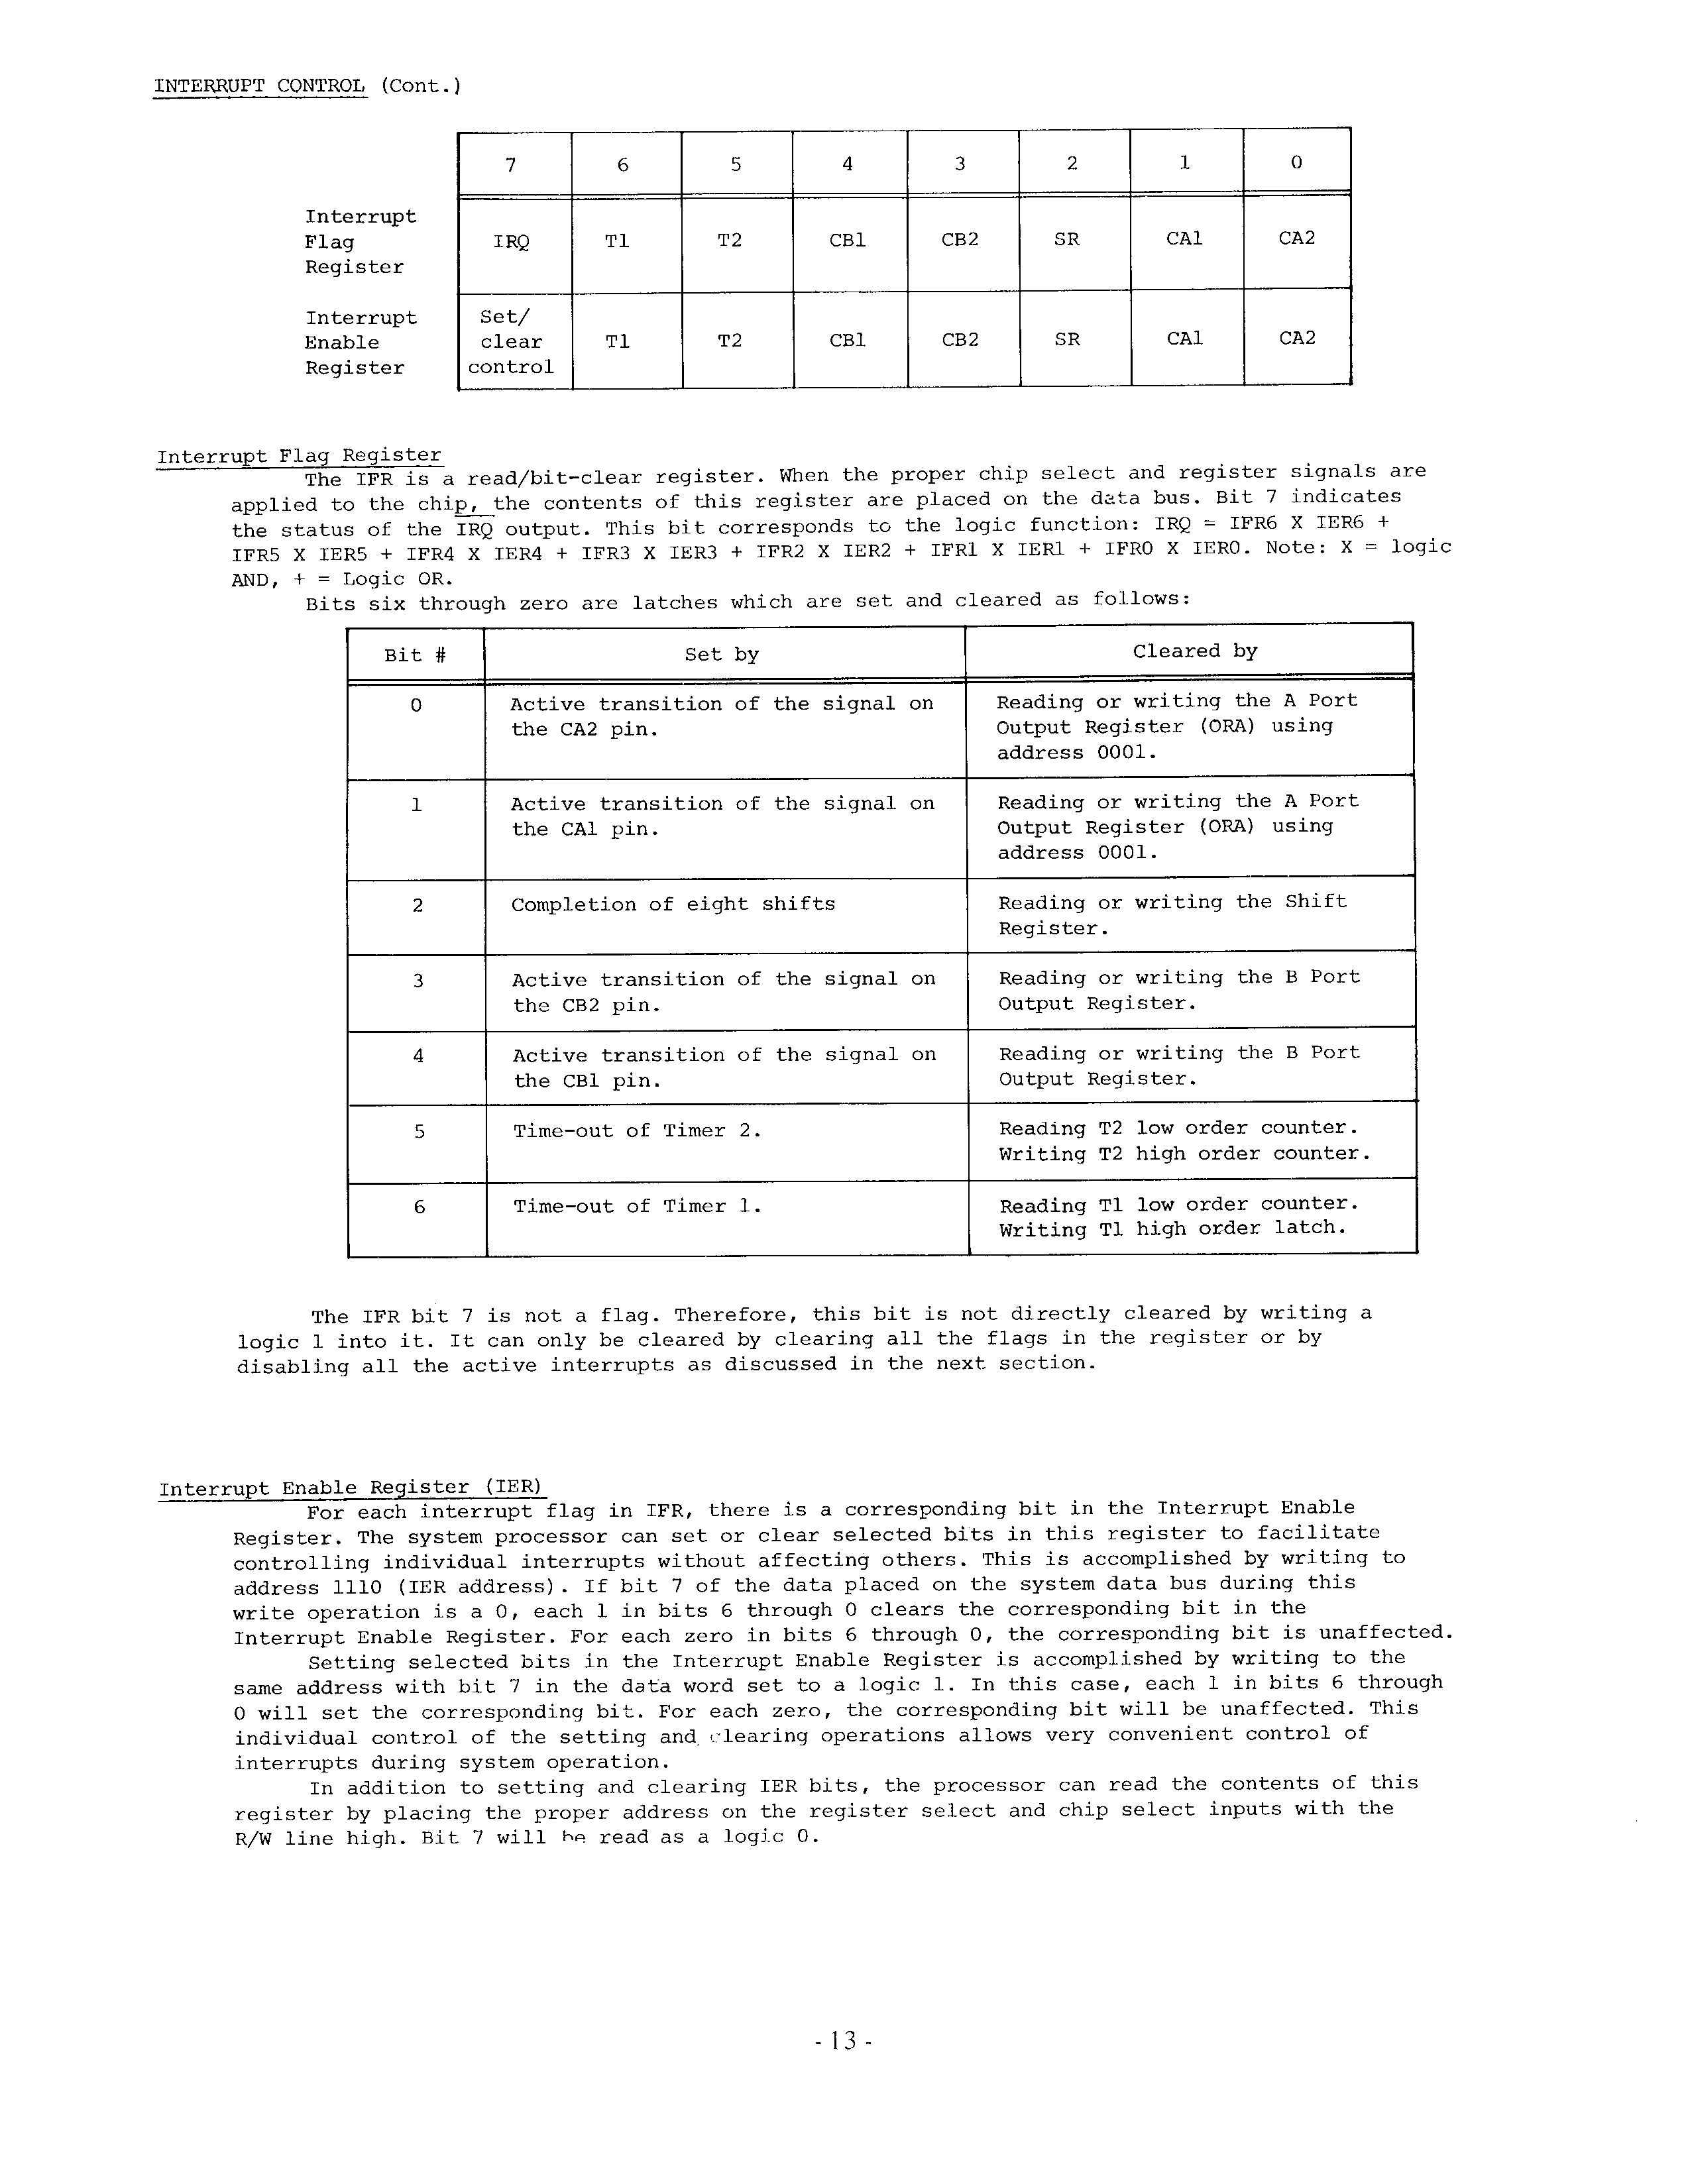 INTERRUPT CONTROL (Cont.)
7 6 5 4 3 2 1 0
Interrupt
Flag
Register
IRQ T1 T2 CB1 CB2 SR CA1 CA2
Interrupt
Enable
Register
Set/
clear
control
T1 T2 CB1 CB2 SR CA1 CA2
Interrupt Flag Register
The IFR is a read/bit-clear register. When the proper chip select and register signals are
applied to the chip, the contents of this register are placed on the data bus. Bit 7 indicates
the status of the IRQ output. This bit corresponds to the logic function: IRQ = IFR6 X IER6 +
IFR5 X IER5 + IFR4 X IER4 + IFR3 X IER3 + IFR2 X IER2 + IFR1 X IER1 + IFR0 X IER0. Note: X = logic
AND, + = Logic OR.
Bits six through zero are latches which are set and cleared as follows:
Bit # Set by Cleared by
0 Active transition of the signal on Reading or writing the A Port
the CA2 pin. Output Register (ORA) using
address 0001.
1 Active transition of the signal on Reading or writing the A Port
the CA1 pin. Output Register (ORA) using
address 0001.
2 Completion of eight shifts Reading or writing the Shift
Register.
3 Active transition of the signal on Reading or writing the B Port
the CB2 pin. Output Register.
4 Active transition of the signal on Reading or writing the B Port
the CB1 pin. Output Register.
5 Time-out of Timer 2. Reading T2 low order counter.
Writing T2 high order counter.
6 Time-out of Timer 1. Reading T1 low order counter.
Writing T1 high order latch.
The IFR bit 7 is not a flag. Therefore, this bit is not directly cleared by writing a
logic 1 into it. It can only be cleared by clearing all the flags in the register or by
disabling all the active interrupts as discussed in the next section.
Interrupt Enable Register (IER)
For each interrupt flag in IFR, there is a corresponding bit in the Interrupt Enable
Register. The system processor can set or clear selected bits in this register to facilitate
controlling individual interrupts without affecting others. This is accomplished by writing to
address 1110 (IER address). If bit 7 of the data placed on the system data bus during this
write operation is a 0, each 1 in bits 6 through 0 clears the corresponding bit in the
Interrupt Enable Register. For each zero in bits 6 through 0, the corresponding bit is unaffected.
Setting selected bits in the Interrupt Enable Register is accomplished by writing to the
same address with bit 7 in the data word set to a logic 1. In this case, each 1 in bits 6 through
0 will set the corresponding bit. For each zero, the corresponding bit will be unaffected. This
individual control of the setting and clearing operations allows very convenient control of
interrupts during system operation.
In addition to setting and clearing IER bits, the processor can read the contents of this
register by placing the proper address on the register select and chip select inputs with the
R/W line high. Bit 7 will be read as a logic 0.
- 13 -